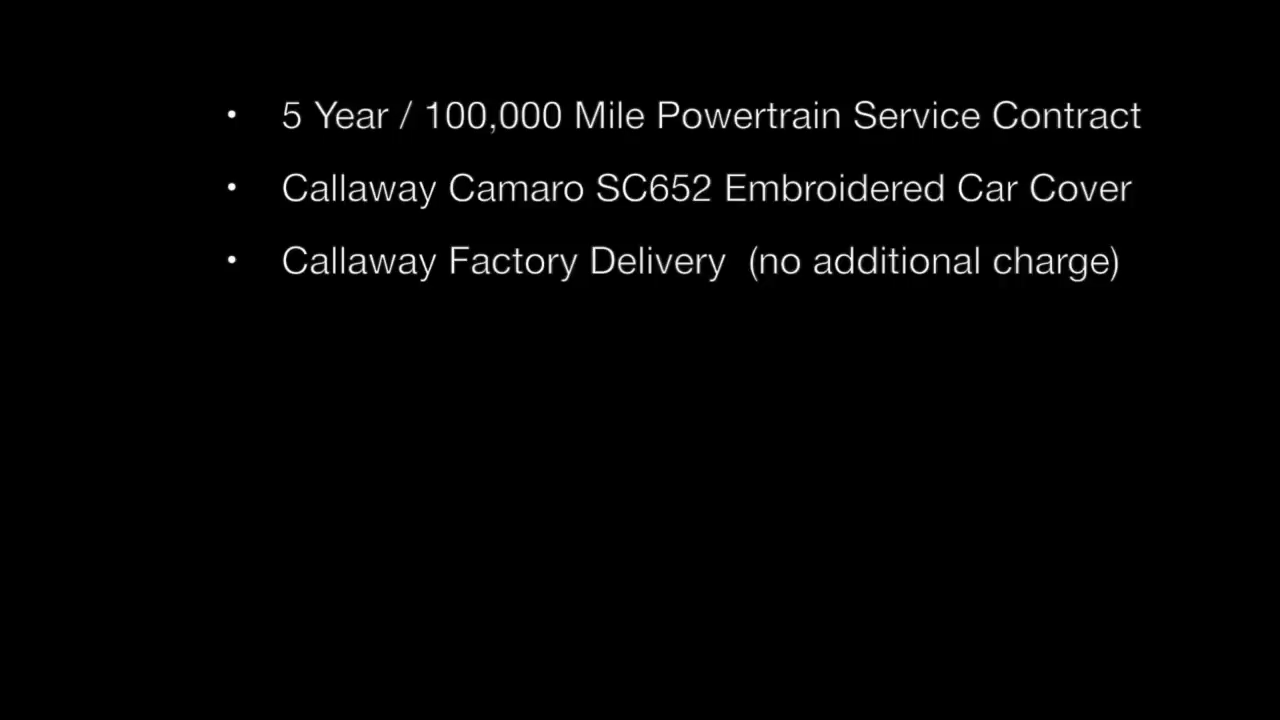 • 5 Year / 100,000 Mile Powertrain Service Contract
• Callaway Camaro SC652 Embroidered Car Cover
• Callaway Factory Delivery  (no additional charge)